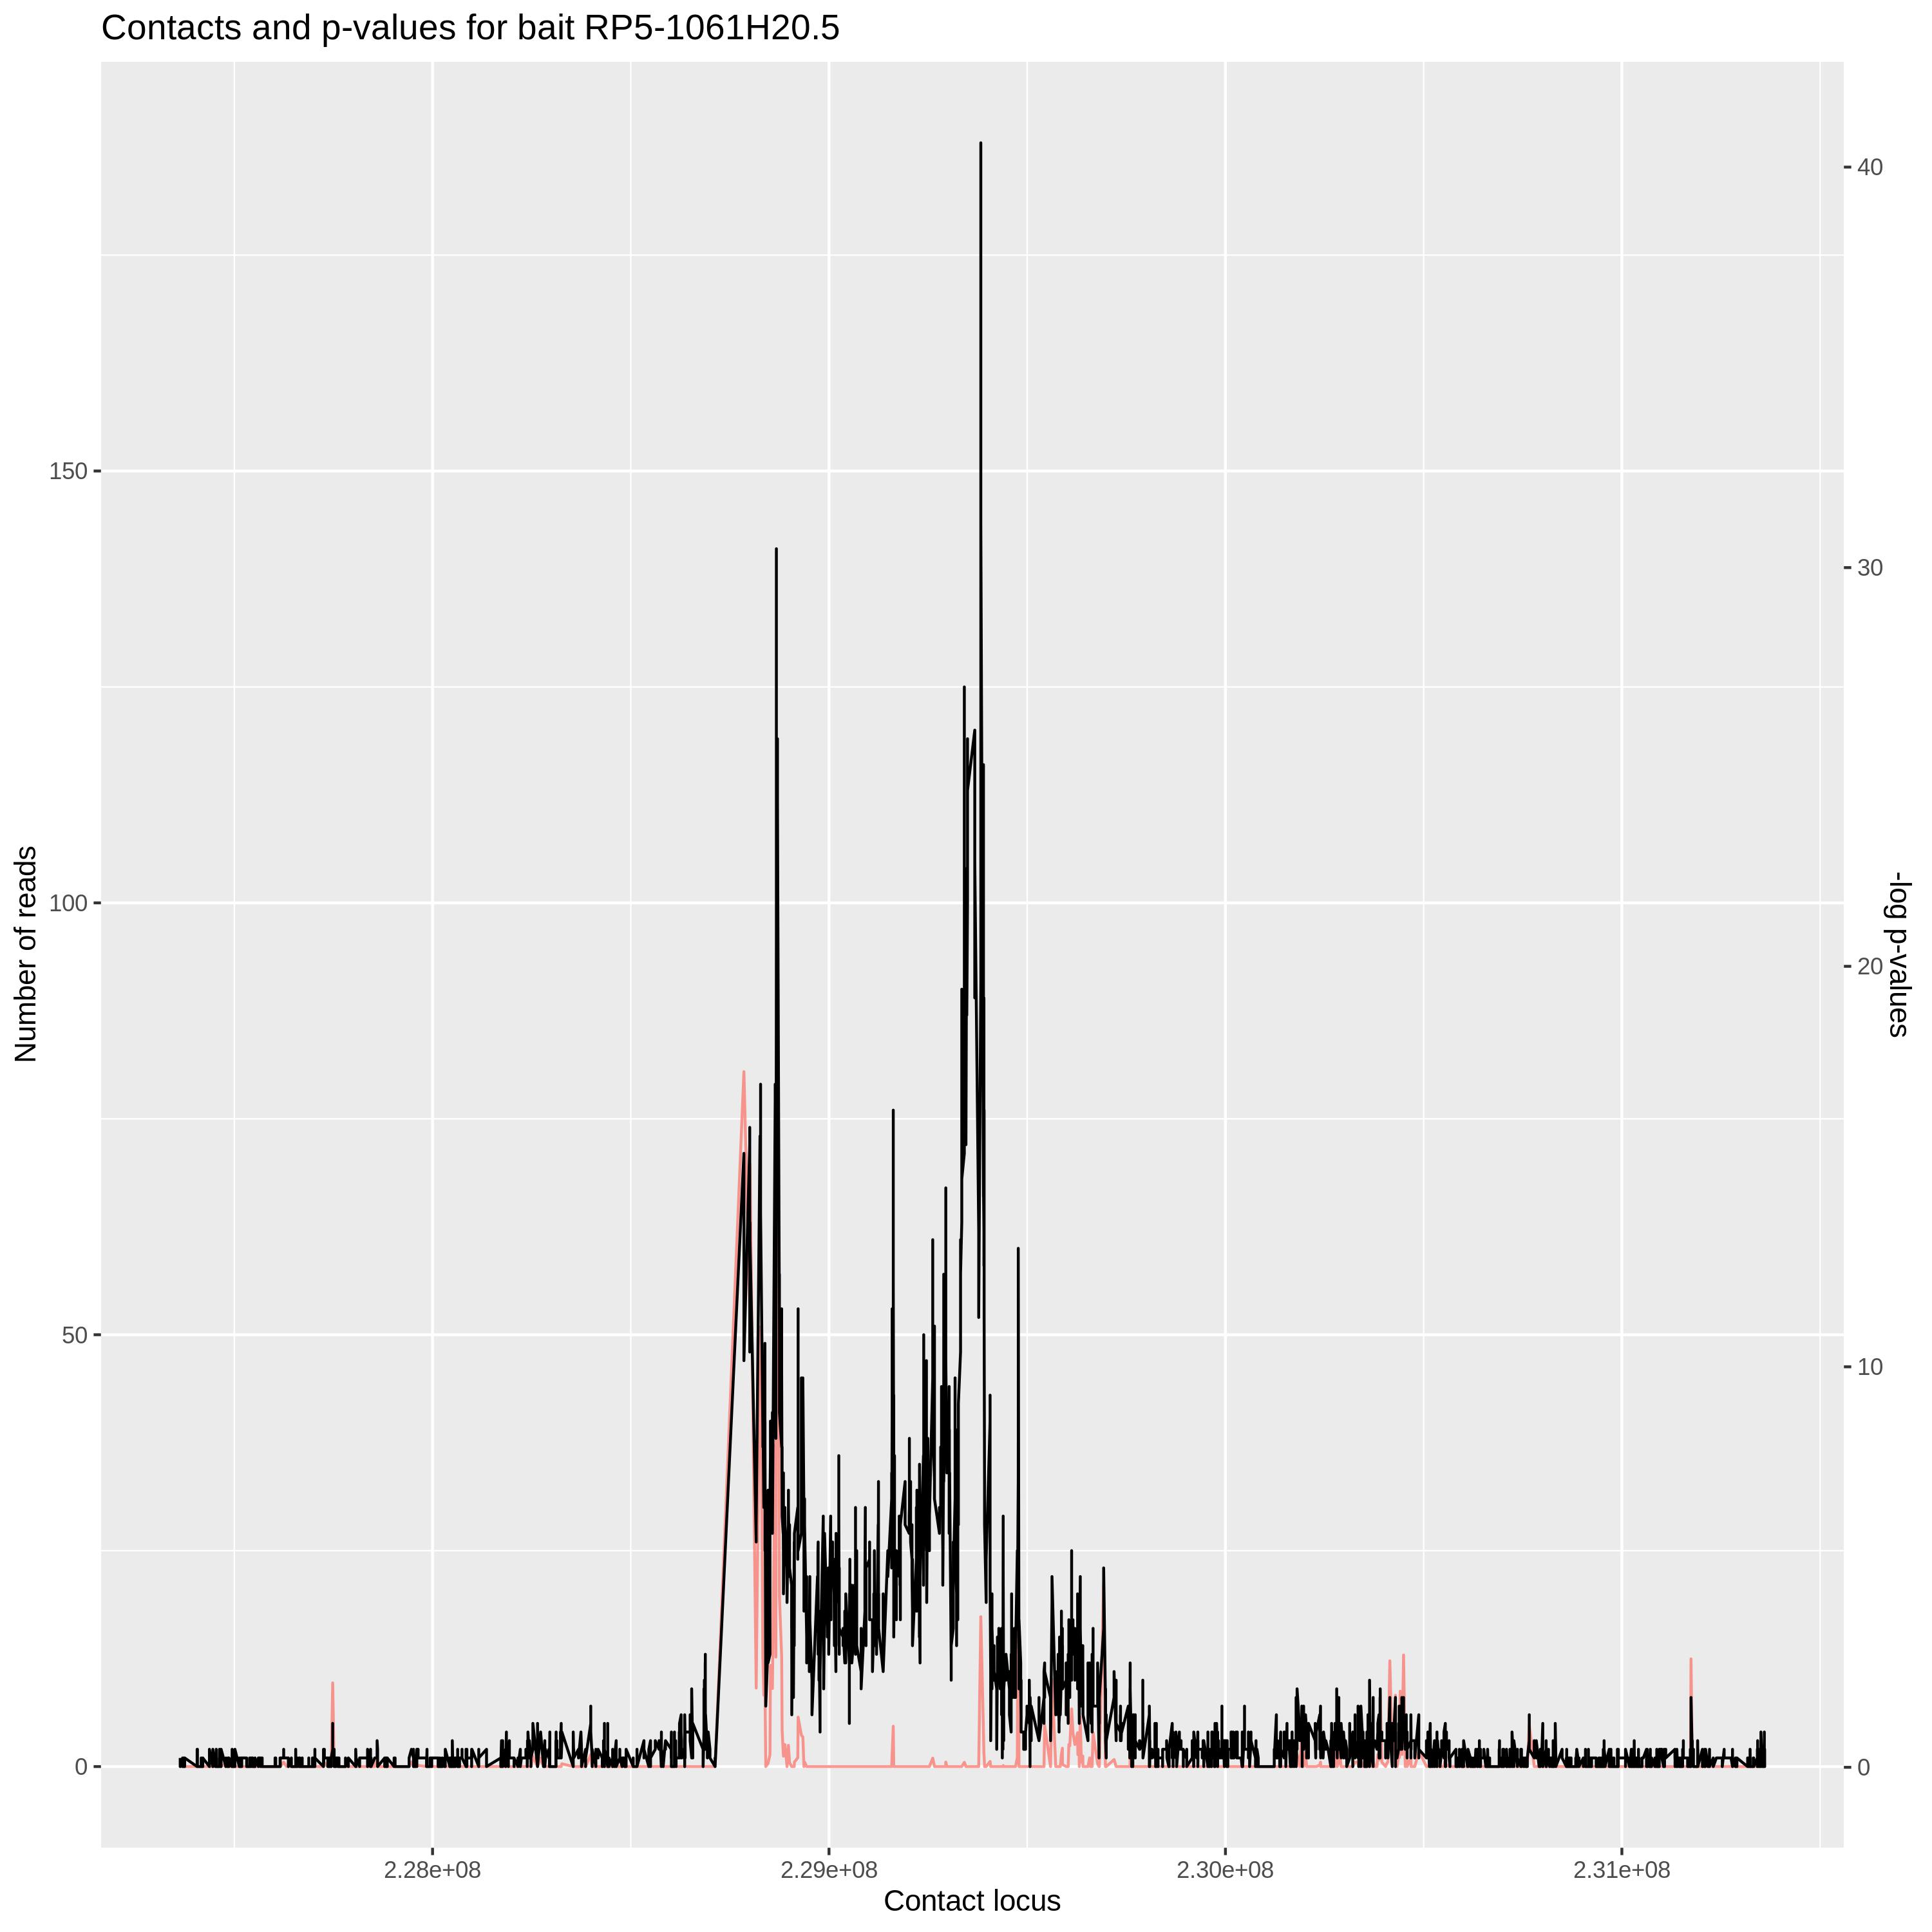 Contacts and p-values for bait RP5-1061H20.5
Number of reads
150
100
50
0
40
30
20
10
0
-log p-values
2.28e+08
2.29e+08
2.30e+08
2.31e+08
Contact locus